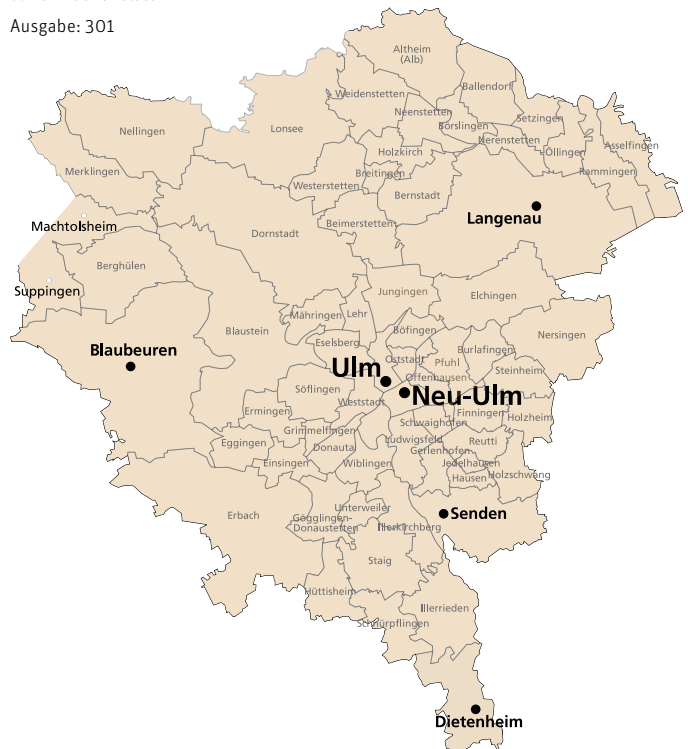 Ausgabe: 301
Altheim
(Alb)
Ballendorf
Weidenstetten
Neenstetten
Setzingen
Börslingen
Nellingen
Lonsee
Nerenstetten
Asselfingen
Holzkirch
Öllingen
Merklingen
Breitingen
Rammingen
Westerstetten
Bernstadt
Machtolsheim
Beimerstetten
Langenau
Dornstadt
Berghülen
Suppingen
Jungingen
Elchingen
Mähringen
Lehr
Blaustein
Böfingen
Nersingen
Eselsberg
Blaubeuren
Oststadt
Burlafingen
Pfuhl
Ulm
Steinheim
Offenhausen
Söflingen
Neu-Ulm
Weststadt
Ermingen
Finningen
Holzheim
Schwaighofen
Grimmelfingen
Eggingen
Donautal
Ludwigsfeld
Reutti
Gerlenhofen
Einsingen
Wiblingen
Jedelhausen
Hausen
Holzschwang
Erbach
Unterweiler
Senden
Gögglingen-
Donaustetten
Illerkirchberg
Staig
Hüttisheim
Illerrieden
Schnürpflingen
Dietenheim